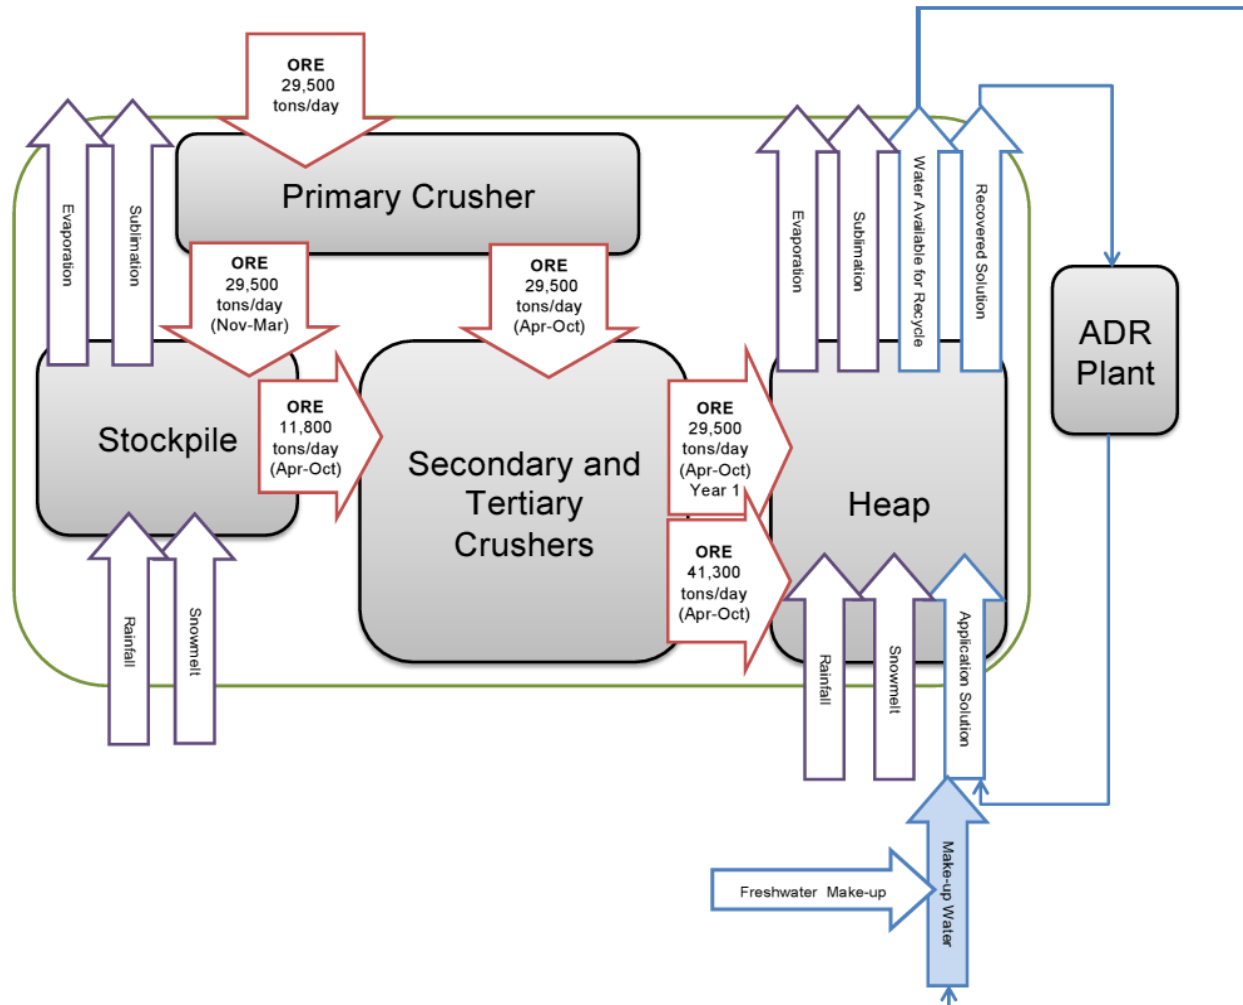 ORE
29,500
tons/day
Primary Crusher
Evaporation
Sublimation
ORE
29,500
tons/day
(Nov-Mar)
ORE
29,500
tons/day
(Apr-Oct)
Evaporation
Sublimation
Water Available for Recycle
Recovered Solution
ADR
Plant
Stockpile
ORE
11,800
tons/day
(Apr-Oct)
Secondary and
Tertiary
Crushers
ORE
29,500
tons/day
(Apr-Oct)
Year 1
ORE
41,300
tons/day
(Apr-Oct)
Heap
Rainfall
Snowmelt
Rainfall
Snowmelt
Application Solution
Freshwater Make-up
Make-up Water